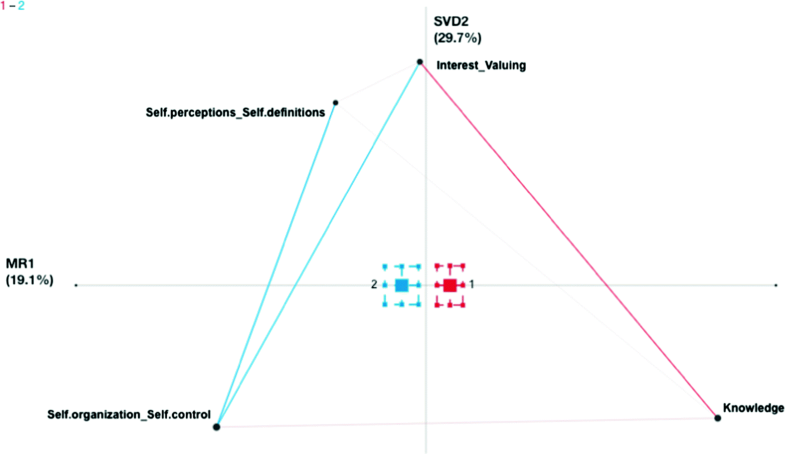 1 – 2
SVD2
(29.7%)
Interest_Valuing
Self.perceptions_Self.definitions
MR1
(19.1%)
2
1
Self.organization_Self.control
Knowledge